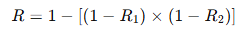 R = 1 − [(1 − R₁) × (1 − R₂)]